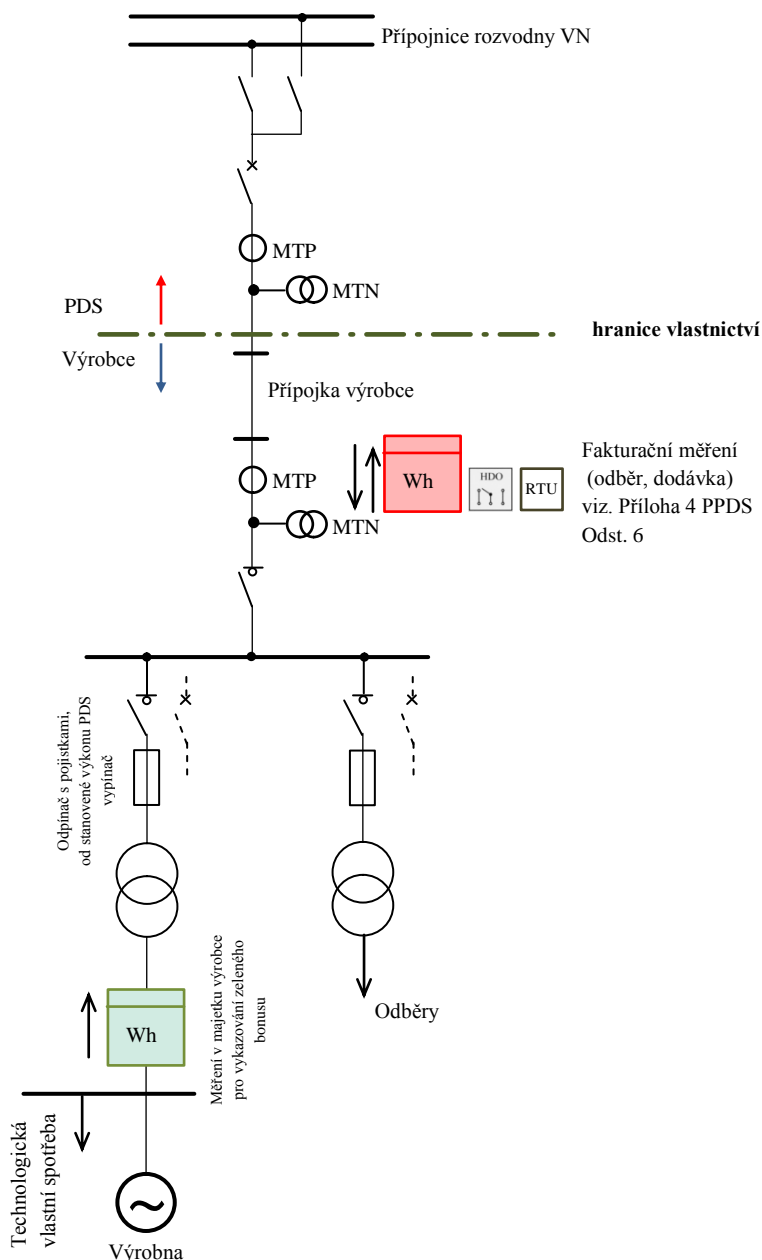 Přípojnice rozvodny VN
MTP
MTN
PDS
hranice vlastnictví
Výrobce
Přípojka výrobce
MTP
MTN
Wh
HDO
RTU
Fakturační měření
(odběr, dodávka)
viz. Příloha 4 PPDS
Odst. 6
Odpínač s pojistkami,
od stanovené výkonu PDS
vypínač
Wh
Měření v majetku výrobce
pro vykazování zeleného
bonusu
Odběry
Technologická
vlastní spotřeba
~
Výrobna